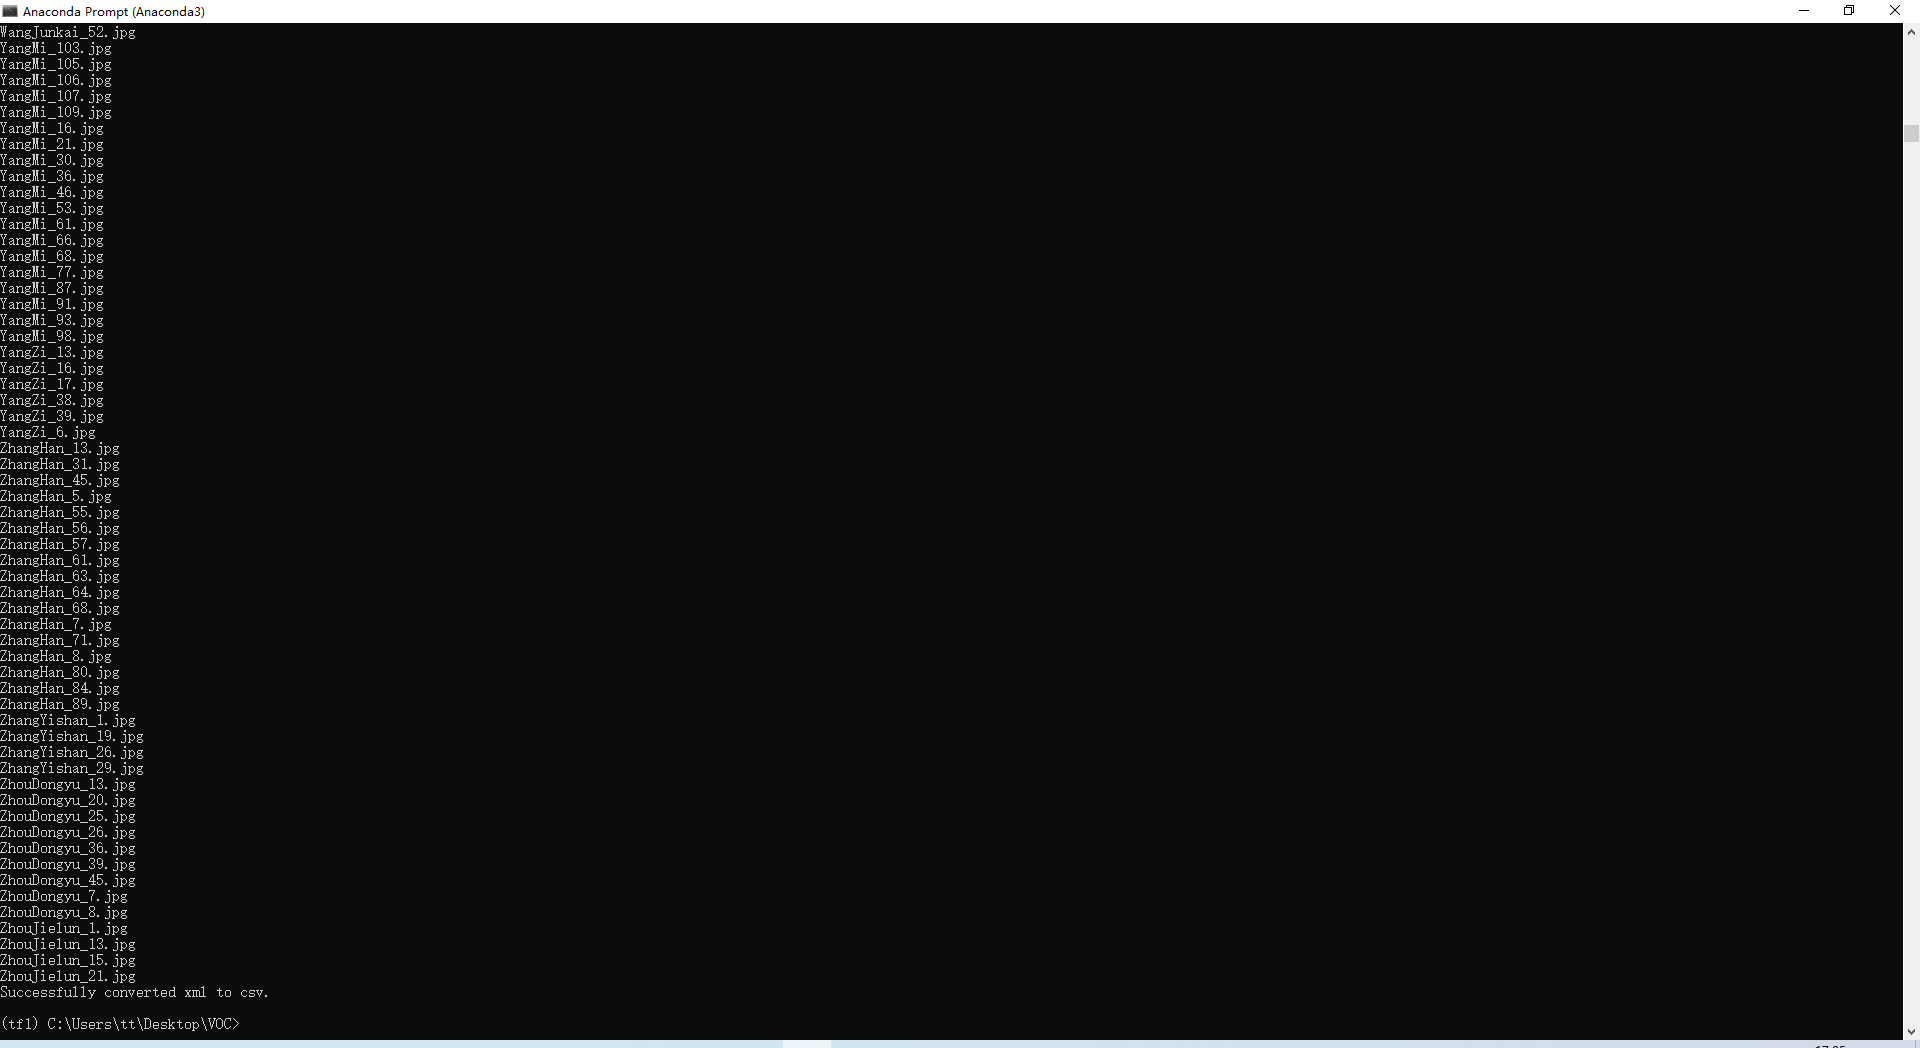 Anaconda Prompt (Anaconda3)
WangJunkai_52.jpg
YangMi_103.jpg
YangMi_105.jpg
YangMi_106.jpg
YangMi_107.jpg
YangMi_109.jpg
YangMi_16.jpg
YangMi_21.jpg
YangMi_30.jpg
YangMi_36.jpg
YangMi_46.jpg
YangMi_53.jpg
YangMi_61.jpg
YangMi_66.jpg
YangMi_68.jpg
YangMi_77.jpg
YangMi_87.jpg
YangMi_91.jpg
YangMi_93.jpg
YangMi_98.jpg
YangZi_13.jpg
YangZi_16.jpg
YangZi_17.jpg
YangZi_38.jpg
YangZi_39.jpg
YangZi_6.jpg
ZhangHan_13.jpg
ZhangHan_31.jpg
ZhangHan_45.jpg
ZhangHan_5.jpg
ZhangHan_55.jpg
ZhangHan_56.jpg
ZhangHan_57.jpg
ZhangHan_61.jpg
ZhangHan_63.jpg
ZhangHan_64.jpg
ZhangHan_68.jpg
ZhangHan_7.jpg
ZhangHan_71.jpg
ZhangHan_8.jpg
ZhangHan_80.jpg
ZhangHan_84.jpg
ZhangHan_89.jpg
ZhangYishan_1.jpg
ZhangYishan_19.jpg
ZhangYishan_26.jpg
ZhangYishan_29.jpg
ZhouDongyu_13.jpg
ZhouDongyu_20.jpg
ZhouDongyu_25.jpg
ZhouDongyu_26.jpg
ZhouDongyu_36.jpg
ZhouDongyu_39.jpg
ZhouDongyu_45.jpg
ZhouDongyu_7.jpg
ZhouDongyu_8.jpg
ZhouJielun_1.jpg
ZhouJielun_13.jpg
ZhouJielun_15.jpg
ZhouJielun_21.jpg
Successfully converted xml to csv.
(tf1) C:\Users\tt\Desktop\VOC>